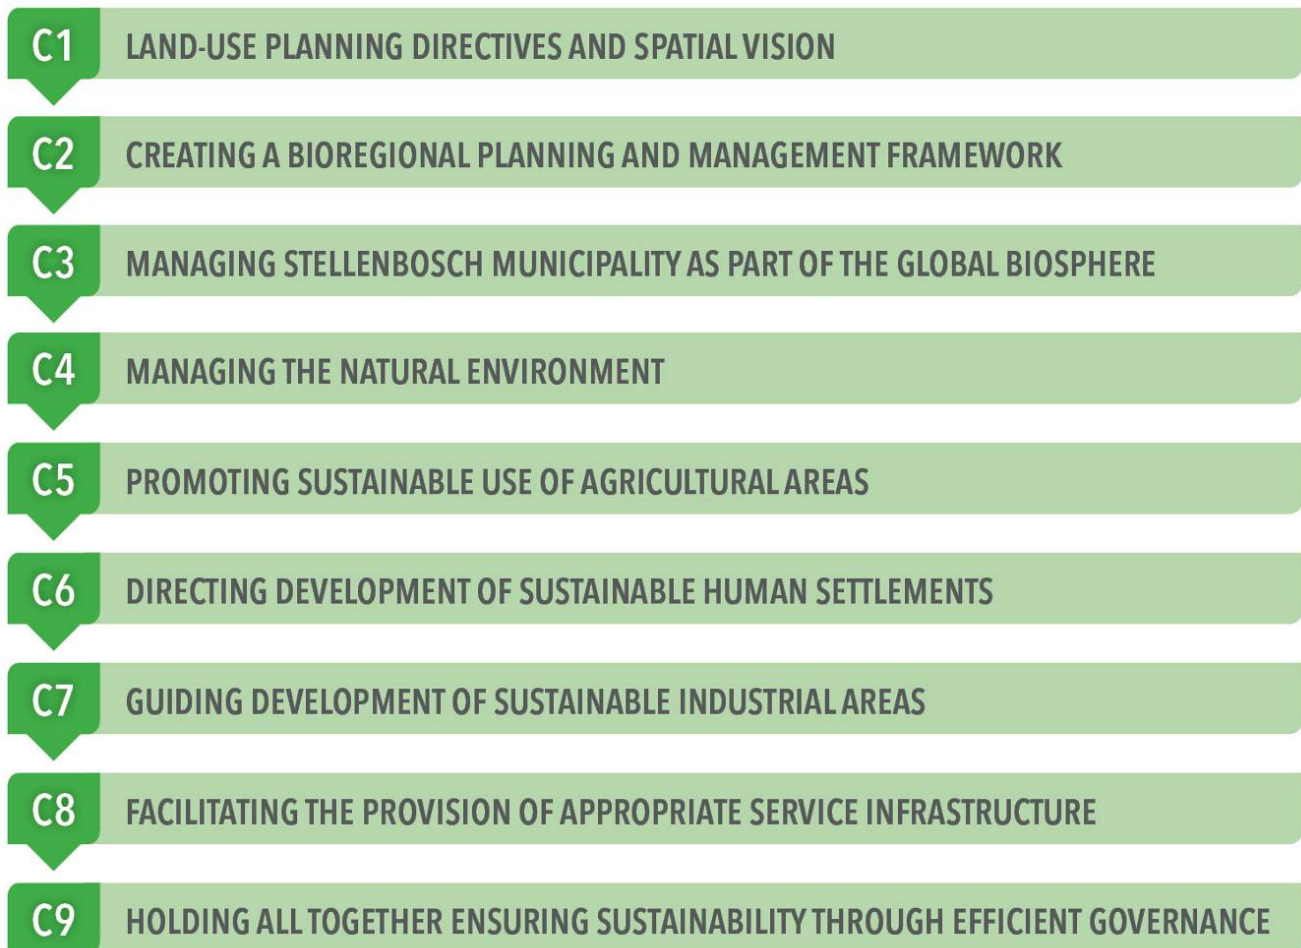 C1 LAND-USE PLANNING DIRECTIVES AND SPATIAL VISION
C2 CREATING A BIOREGIONAL PLANNING AND MANAGEMENT FRAMEWORK
C3 MANAGING STELLENBOSCH MUNICIPALITY AS PART OF THE GLOBAL BIOSPHERE
C4 MANAGING THE NATURAL ENVIRONMENT
C5 PROMOTING SUSTAINABLE USE OF AGRICULTURAL AREAS
C6 DIRECTING DEVELOPMENT OF SUSTAINABLE HUMAN SETTLEMENTS
C7 GUIDING DEVELOPMENT OF SUSTAINABLE INDUSTRIAL AREAS
C8 FACILITATING THE PROVISION OF APPROPRIATE SERVICE INFRASTRUCTURE
C9 HOLDING ALL TOGETHER ENSURING SUSTAINABILITY THROUGH EFFICIENT GOVERNANCE